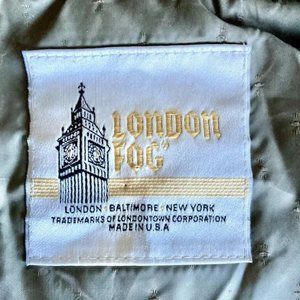 LONDON
FOG®
LONDON · BALTIMORE · NEW YORK
TRADEMARKS OF LONDONTOWN CORPORATION
MADE IN U.S.A